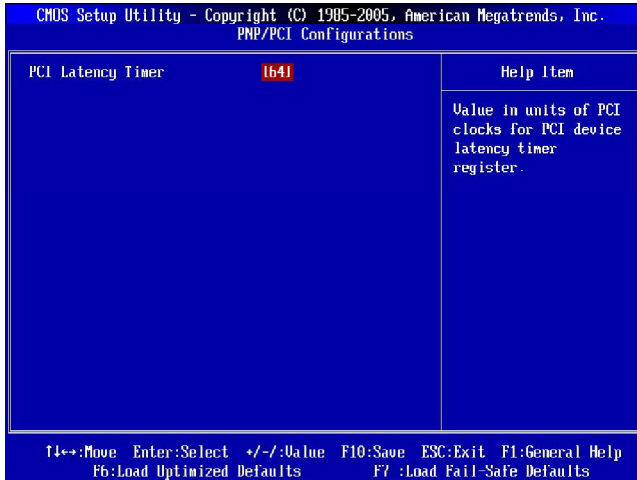 CMOS Setup Utility - Copyright (C) 1985-2005, American Megatrends, Inc.
PNP/PCI Configurations
PCI Latency Timer [64]
Help Item
Value in units of PCI
clocks for PCI device
latency timer
register.
↑↓←→:Move Enter:Select +/-/:Value F10:Save ESC:Exit F1:General Help
F6:Load Optimized Defaults F7 :Load Fail-Safe Defaults